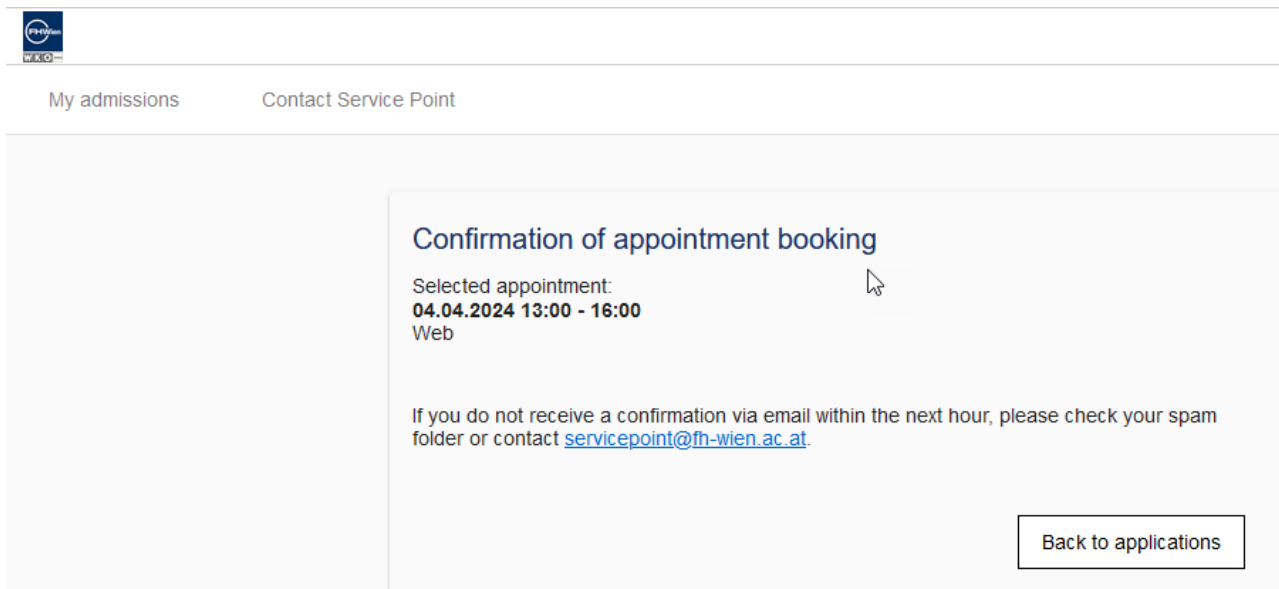 FHWien
WKO
My admissions
Contact Service Point
Confirmation of appointment booking
Selected appointment:
04.04.2024 13:00 - 16:00
Web
If you do not receive a confirmation via email within the next hour, please check your spam
folder or contact servicepoint@fh-wien.ac.at.
Back to applications